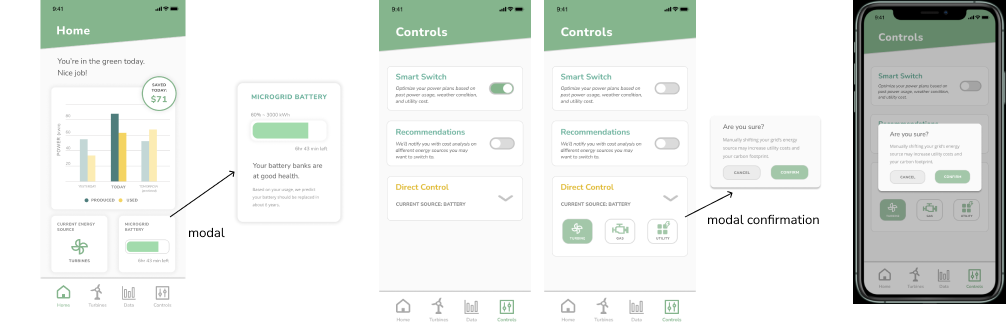 9:41
Home
You're in the green today.
Nice job!
SAVED
TODAY:
$71
POWER
TODAY
PRODUCED
USED
CURRENT ENERGY
SOURCE
TURBINES
MICROGRID
BATTERY
6hr 43 min left
Home
Turbines
Data
Controls
modal
MICROGRID BATTERY
80% – 3000 kWh
6hr 43 min left
Your battery banks are
at good health.
Based on your usage, we predict
your battery should be replaced in
about 5 years.
9:41
Controls
Smart Switch
Optimize your power plans based on
past power usage, weather condition,
and utility cost.
Recommendations
We'll notify you with cost analysis on
different energy sources you may
want to switch to.
Direct Control
CURRENT SOURCE: BATTERY
Home
Turbines
Data
Controls
9:41
Controls
Smart Switch
Optimize your power plans based on
past power usage, weather condition,
and utility cost.
Recommendations
We'll notify you with cost analysis on
different energy sources you may
want to switch to.
Direct Control
CURRENT SOURCE: BATTERY
TURBINE
GAS
UTILITY
Home
Turbines
Data
Controls
Are you sure?
Manually shifting your grid's energy
source may increase utility costs and
your carbon footprint.
CANCEL
CONFIRM
modal confirmation
9:41
Controls
Smart Switch
Optimize your power plans based on
past power usage, weather condition,
and utility cost.
Recommendations
Are you sure?
Manually shifting your grid's energy
source may increase utility costs and
your carbon footprint.
CANCEL
CONFIRM
TURBINE
GAS
UTILITY
Home
Turbines
Data
Controls